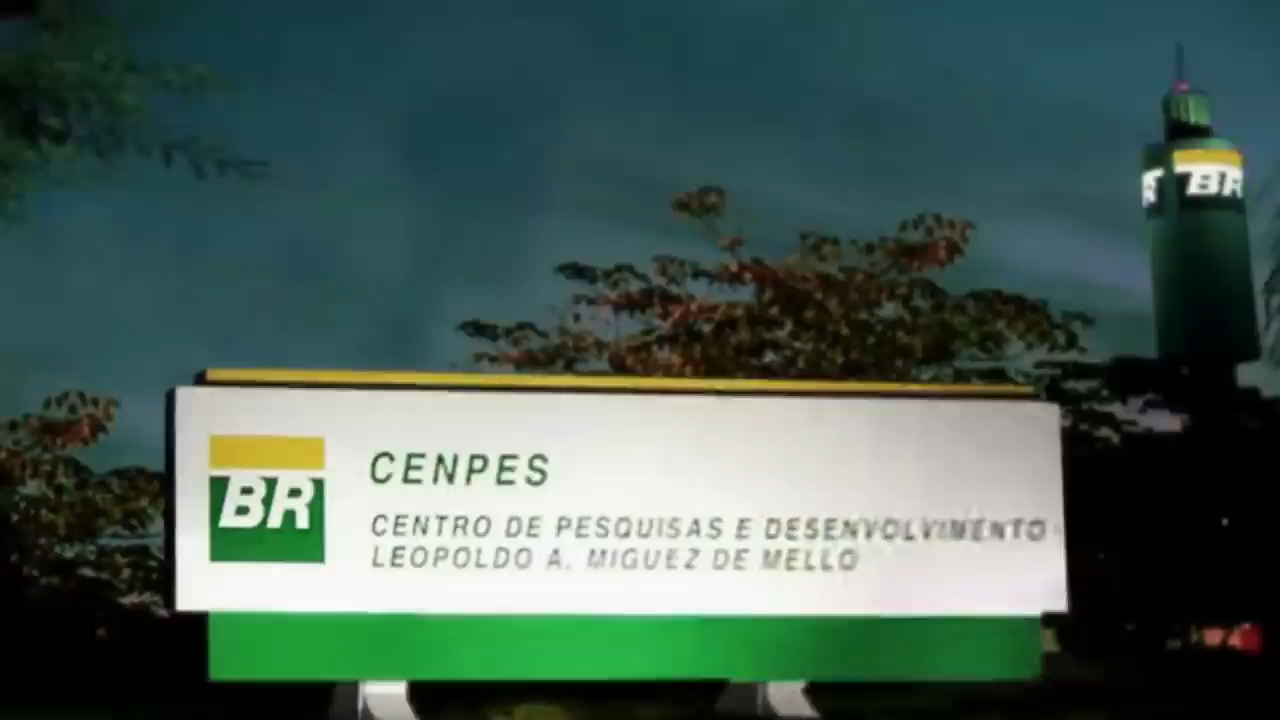 BR
BR
CENPES
CENTRO DE PESQUISAS E DESENVOLVIMENTO
LEOPOLDO A. MIGUEZ DE MELLO